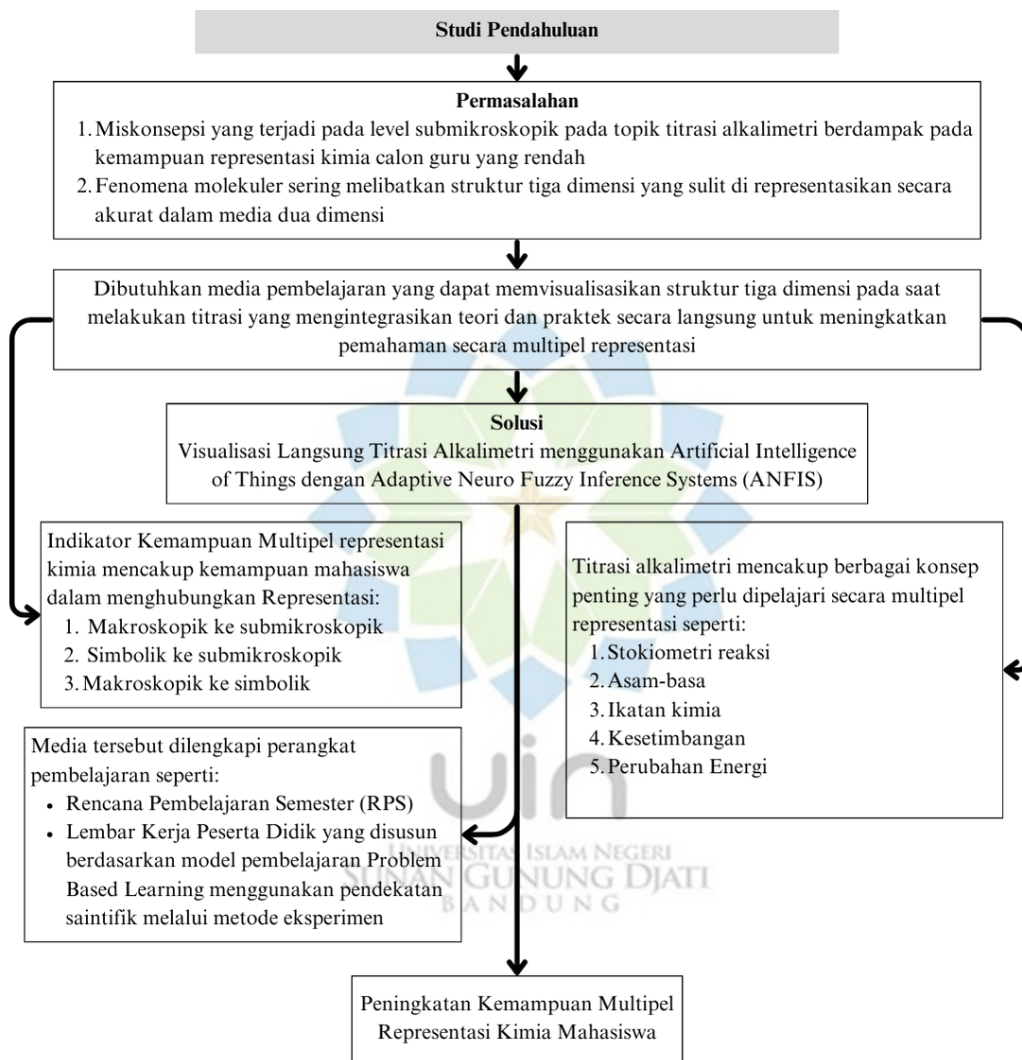 Studi Pendahuluan
Permasalahan
1. Miskonsepsi yang terjadi pada level submikroskopik pada topik titrasi alkalimetri berdampak pada
kemampuan representasi kimia calon guru yang rendah
2. Fenomena molekuler sering melibatkan struktur tiga dimensi yang sulit di representasikan secara
akurat dalam media dua dimensi
Dibutuhkan media pembelajaran yang dapat memvisualisasikan struktur tiga dimensi pada saat
melakukan titrasi yang mengintegrasikan teori dan praktek secara langsung untuk meningkatkan
pemahaman secara multipel representasi
Solusi
Visualisasi Langsung Titrasi Alkalimetri menggunakan Artificial Intelligence
of Things dengan Adaptive Neuro Fuzzy Inference Systems (ANFIS)
Indikator Kemampuan Multipel representasi
kimia mencakup kemampuan mahasiswa
dalam menghubungkan Representasi:
1. Makroskopik ke submikroskopik
2. Simbolik ke submikroskopik
3. Makroskopik ke simbolik
Titrasi alkalimetri mencakup berbagai konsep
penting yang perlu dipelajari secara multipel
representasi seperti:
1. Stokiometri reaksi
2. Asam-basa
3. Ikatan kimia
4. Kesetimbangan
5. Perubahan Energi
Media tersebut dilengkapi perangkat
pembelajaran seperti:
• Rencana Pembelajaran Semester (RPS)
• Lembar Kerja Peserta Didik yang disusun
berdasarkan model pembelajaran Problem
Based Learning menggunakan pendekatan
saintifik melalui metode eksperimen
uin
UNIVERSITAS ISLAM NEGERI
SUNAN GUNUNG DJATI
BANDUNG
Peningkatan Kemampuan Multipel
Representasi Kimia Mahasiswa